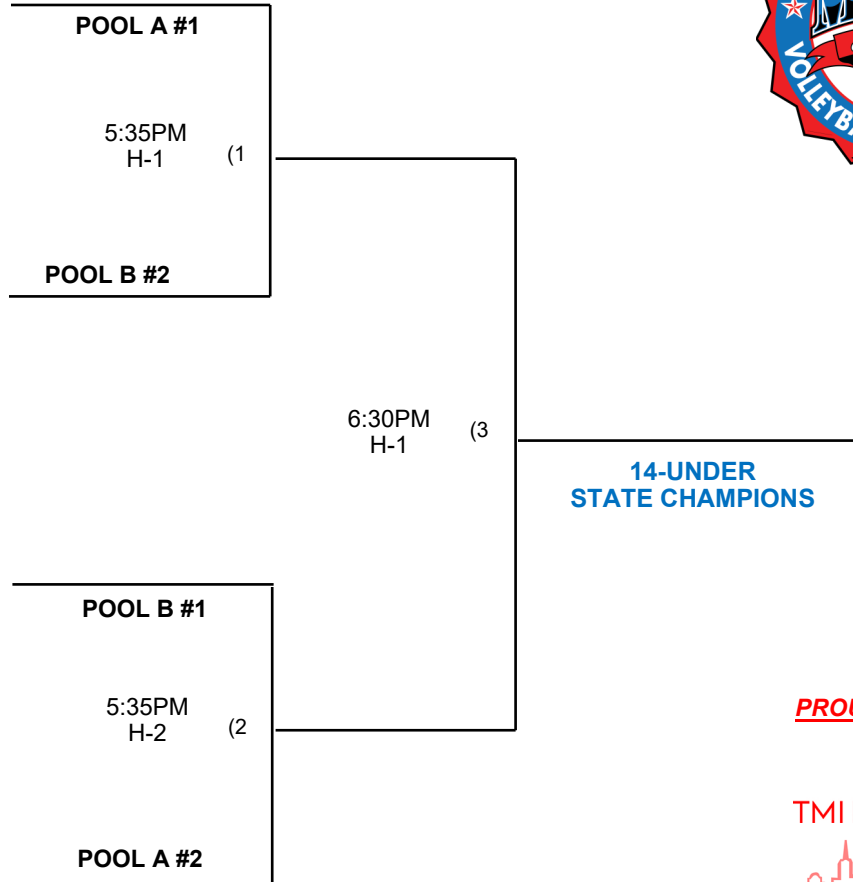 POOL A #1
5:35PM
H-1
(1
POOL B #2
6:30PM
H-1
(3
14-UNDER
STATE CHAMPIONS
POOL B #1
5:35PM
H-2
(2
POOL A #2
TMI